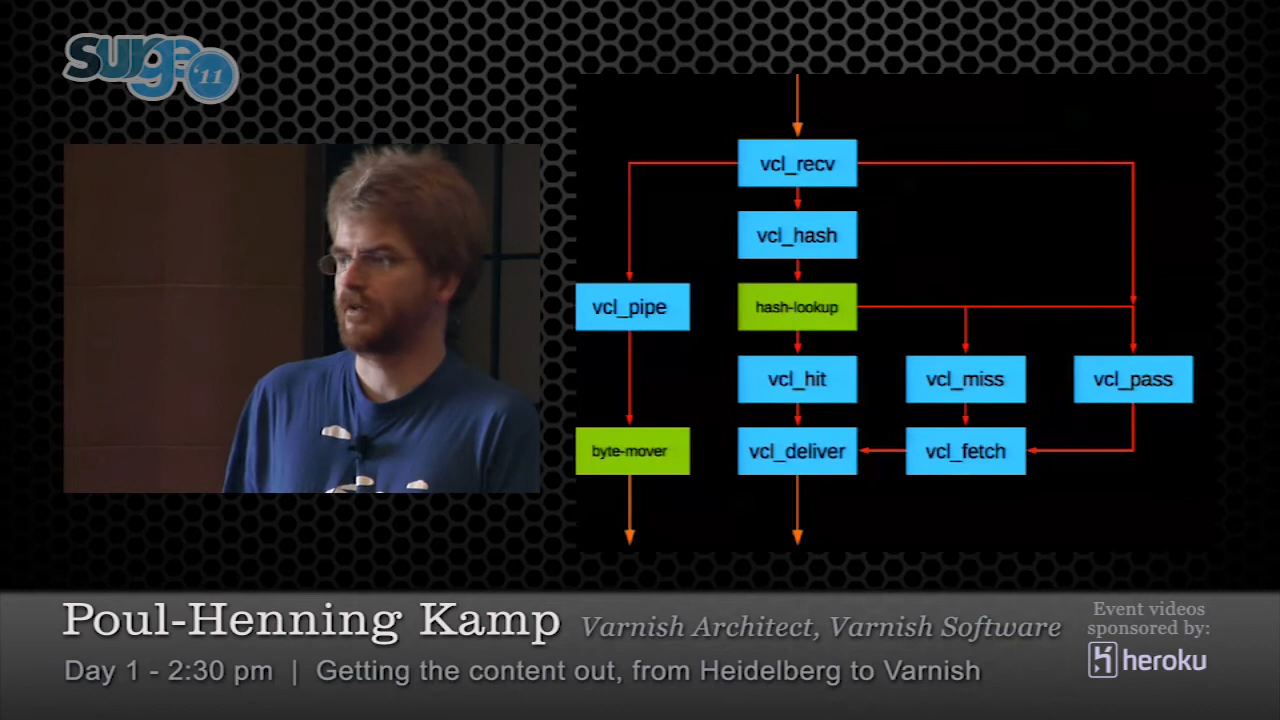 surge '11
vcl_recv
vcl_hash
vcl_pipe
hash-lookup
vcl_hit
vcl_miss
vcl_pass
byte-mover
vcl_deliver
vcl_fetch
Poul-Henning Kamp Varnish Architect, Varnish Software
Day 1 - 2:30 pm | Getting the content out, from Heidelberg to Varnish
Event videos
sponsored by:
heroku